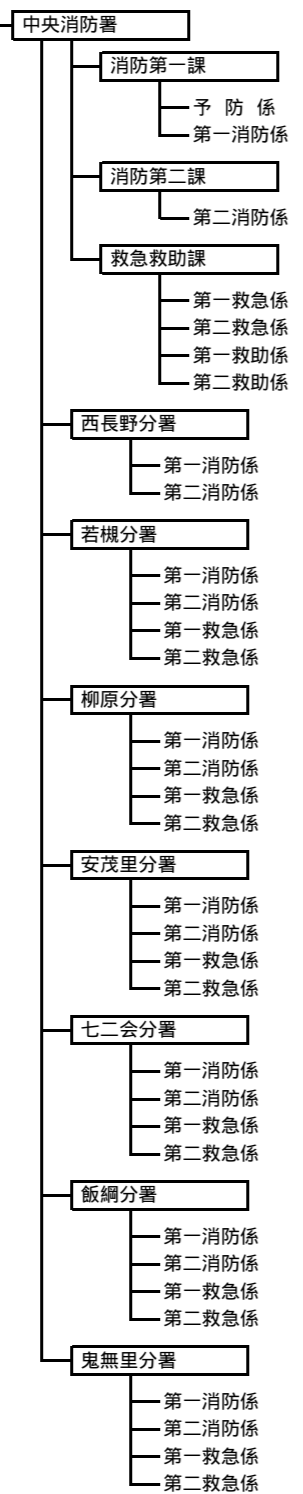 中央消防署
消防第一課
予 防 係
第一消防係
消防第二課
第二消防係
救急救助課
第一救急係
第二救急係
第一救助係
第二救助係
西長野分署
第一消防係
第二消防係
若槻分署
第一消防係
第二消防係
第一救急係
第二救急係
柳原分署
第一消防係
第二消防係
第一救急係
第二救急係
安茂里分署
第一消防係
第二消防係
第一救急係
第二救急係
七二会分署
第一消防係
第二消防係
第一救急係
第二救急係
飯綱分署
第一消防係
第二消防係
第一救急係
第二救急係
鬼無里分署
第一消防係
第二消防係
第一救急係
第二救急係